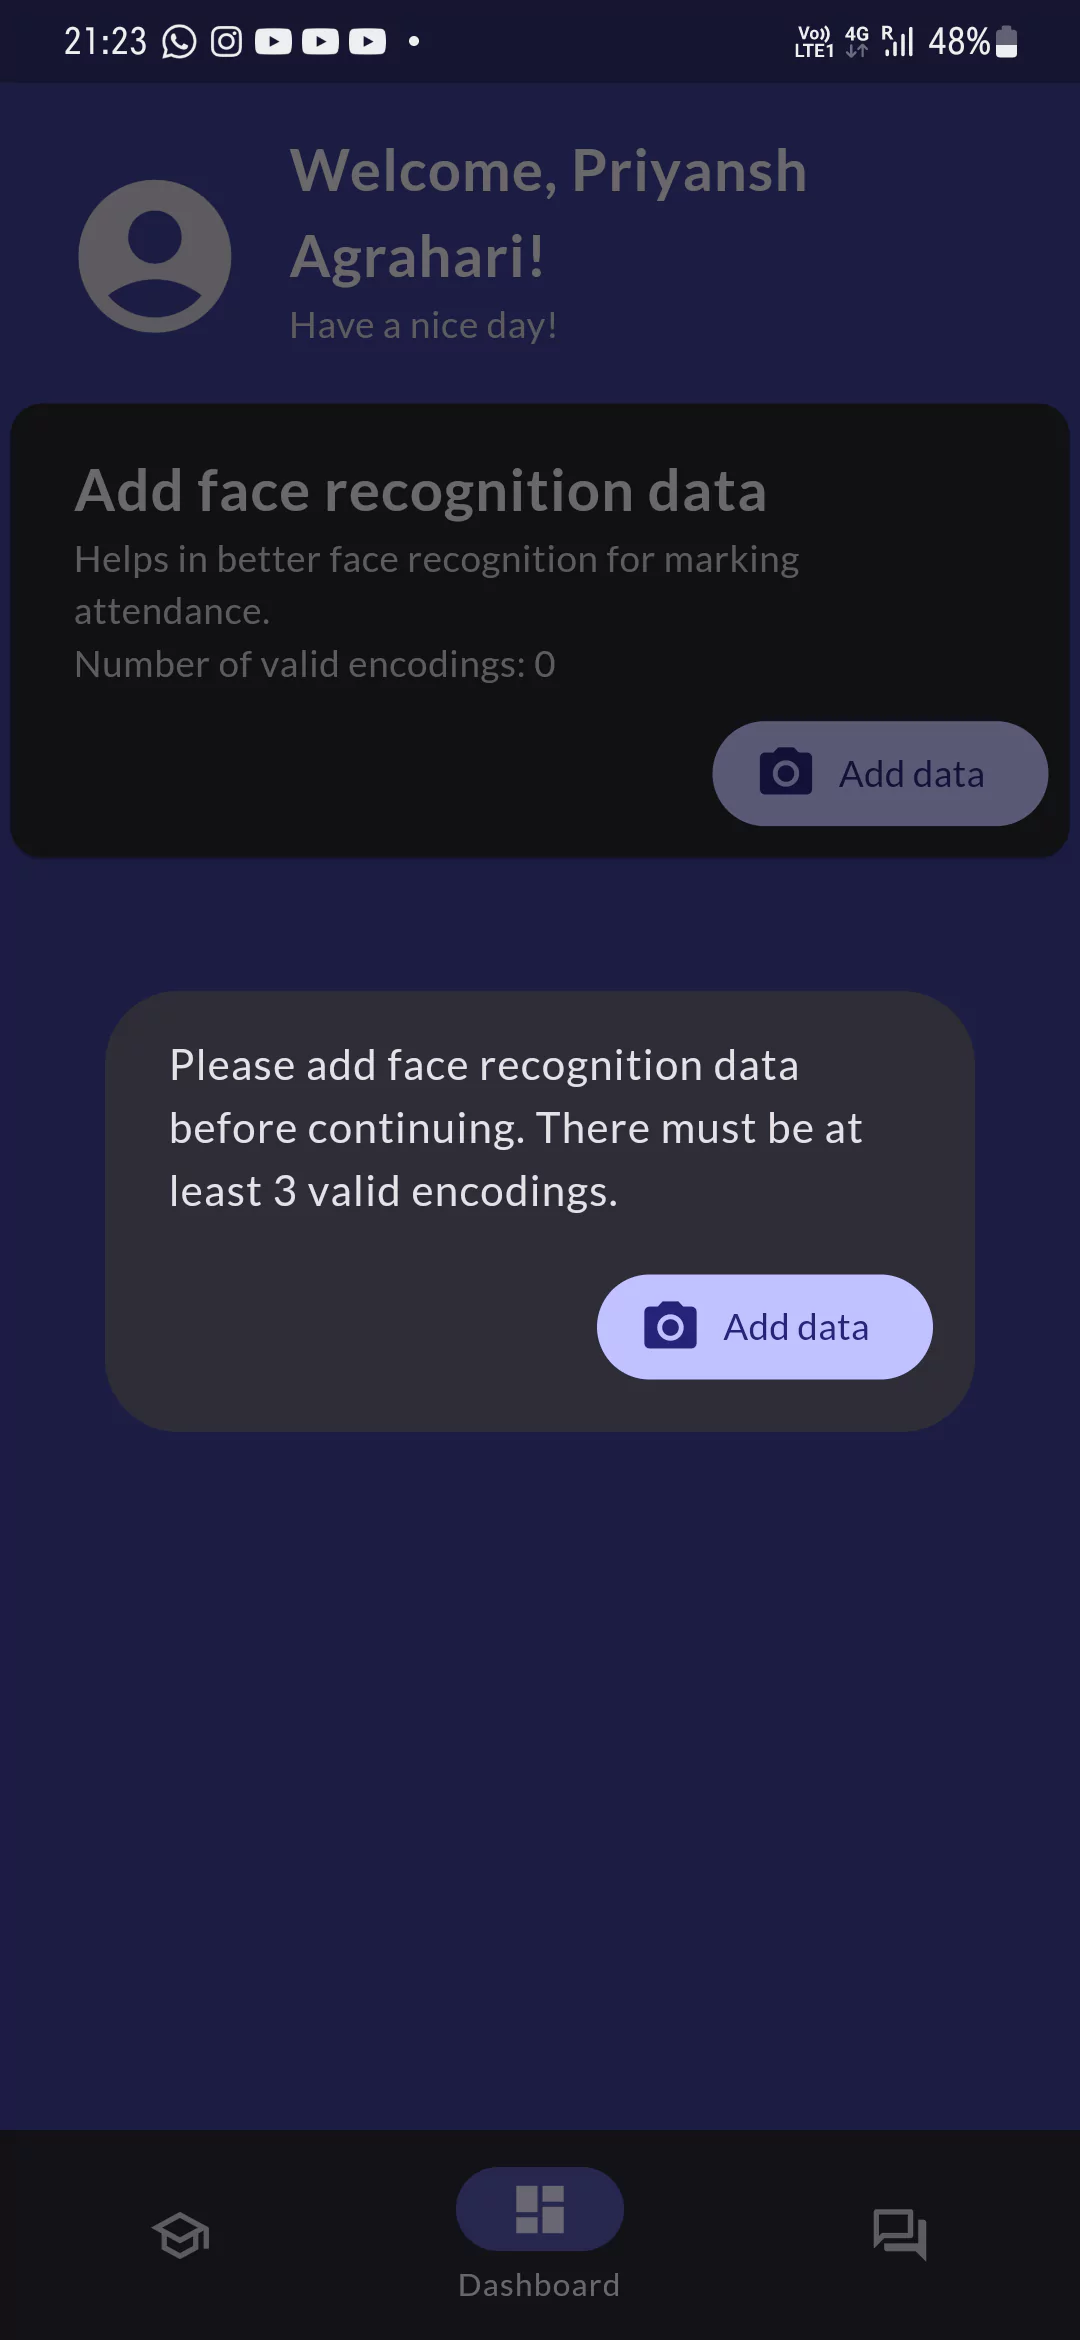 21:23
Vo)) LTE1 4G R 48%
Welcome, Priyansh
Agrahari!
Have a nice day!
Add face recognition data
Helps in better face recognition for marking
attendance.
Number of valid encodings: 0
Add data
Please add face recognition data
before continuing. There must be at
least 3 valid encodings.
Add data
Dashboard